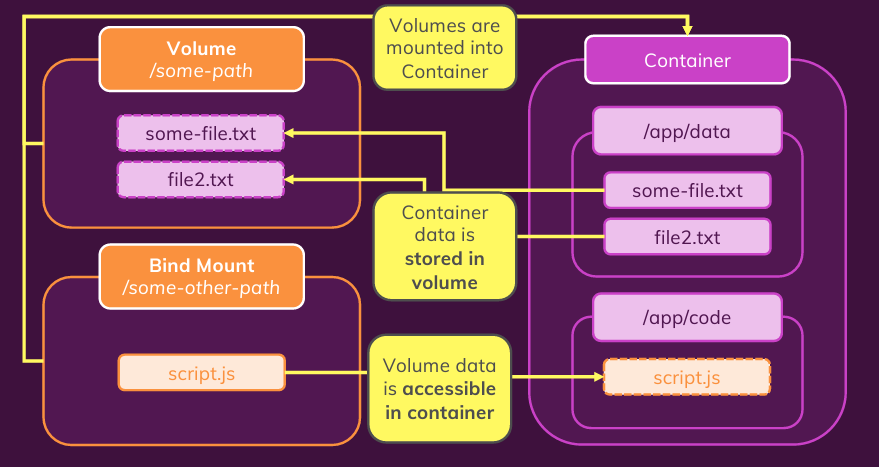 Volume
/some-path
some-file.txt
file2.txt
Bind Mount
/some-other-path
script.js
Volumes are
mounted into
Container
Container
data is
stored in
volume
Volume data
is accessible
in container
Container
/app/data
some-file.txt
file2.txt
/app/code
script.js